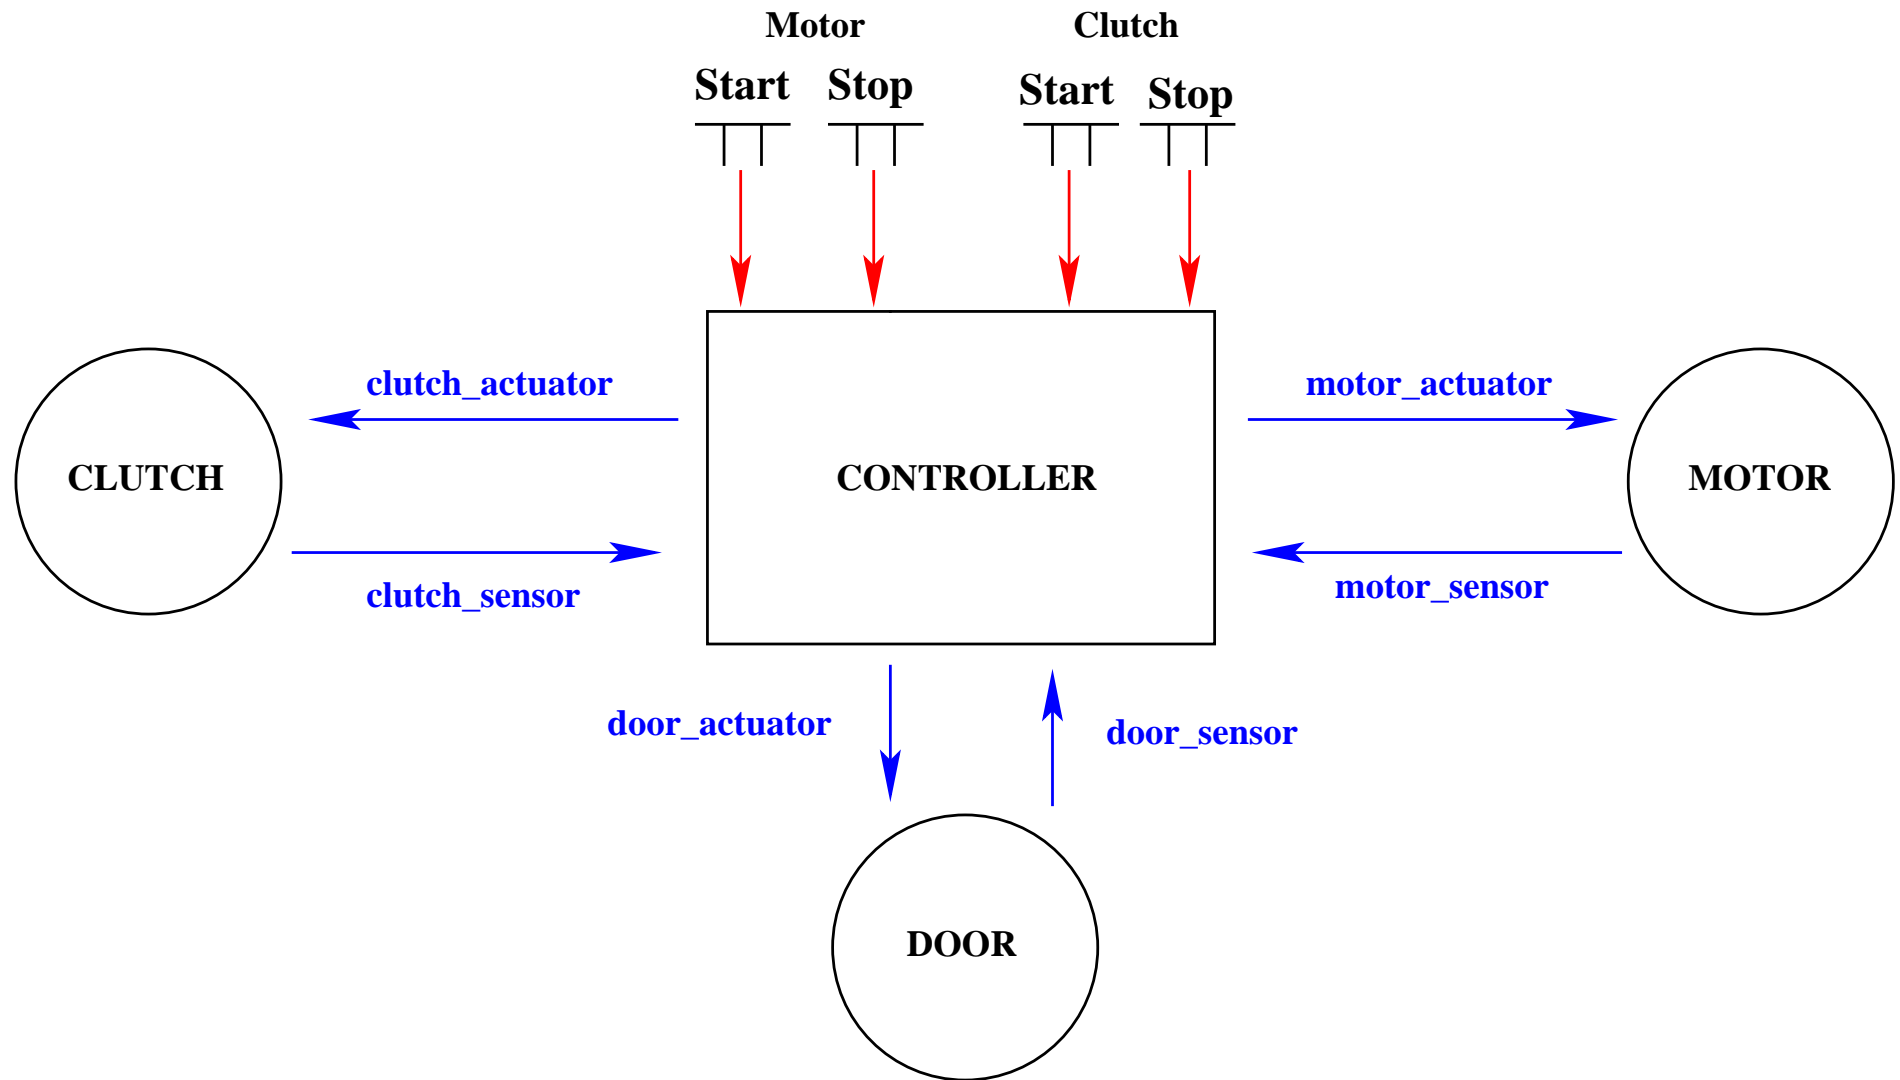 Motor Clutch
Start Stop Start Stop
clutch_actuator motor_actuator
CLUTCH CONTROLLER MOTOR
clutch_sensor motor_sensor
door_actuator door_sensor
DOOR